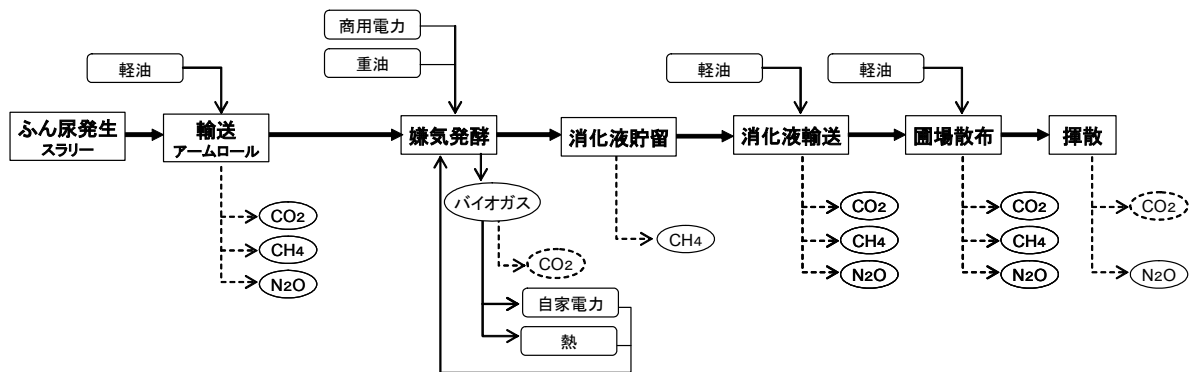 商用電力
重油
軽油
軽油
軽油
ふん尿発生
スラリー
輸送
アームロール
嫌気発酵
消化液貯留
消化液輸送
圃場散布
揮散
CO2
CH4
N2O
バイオガス
CO2
自家電力
熱
CH4
CO2
CH4
N2O
CO2
CH4
N2O
CO2
N2O